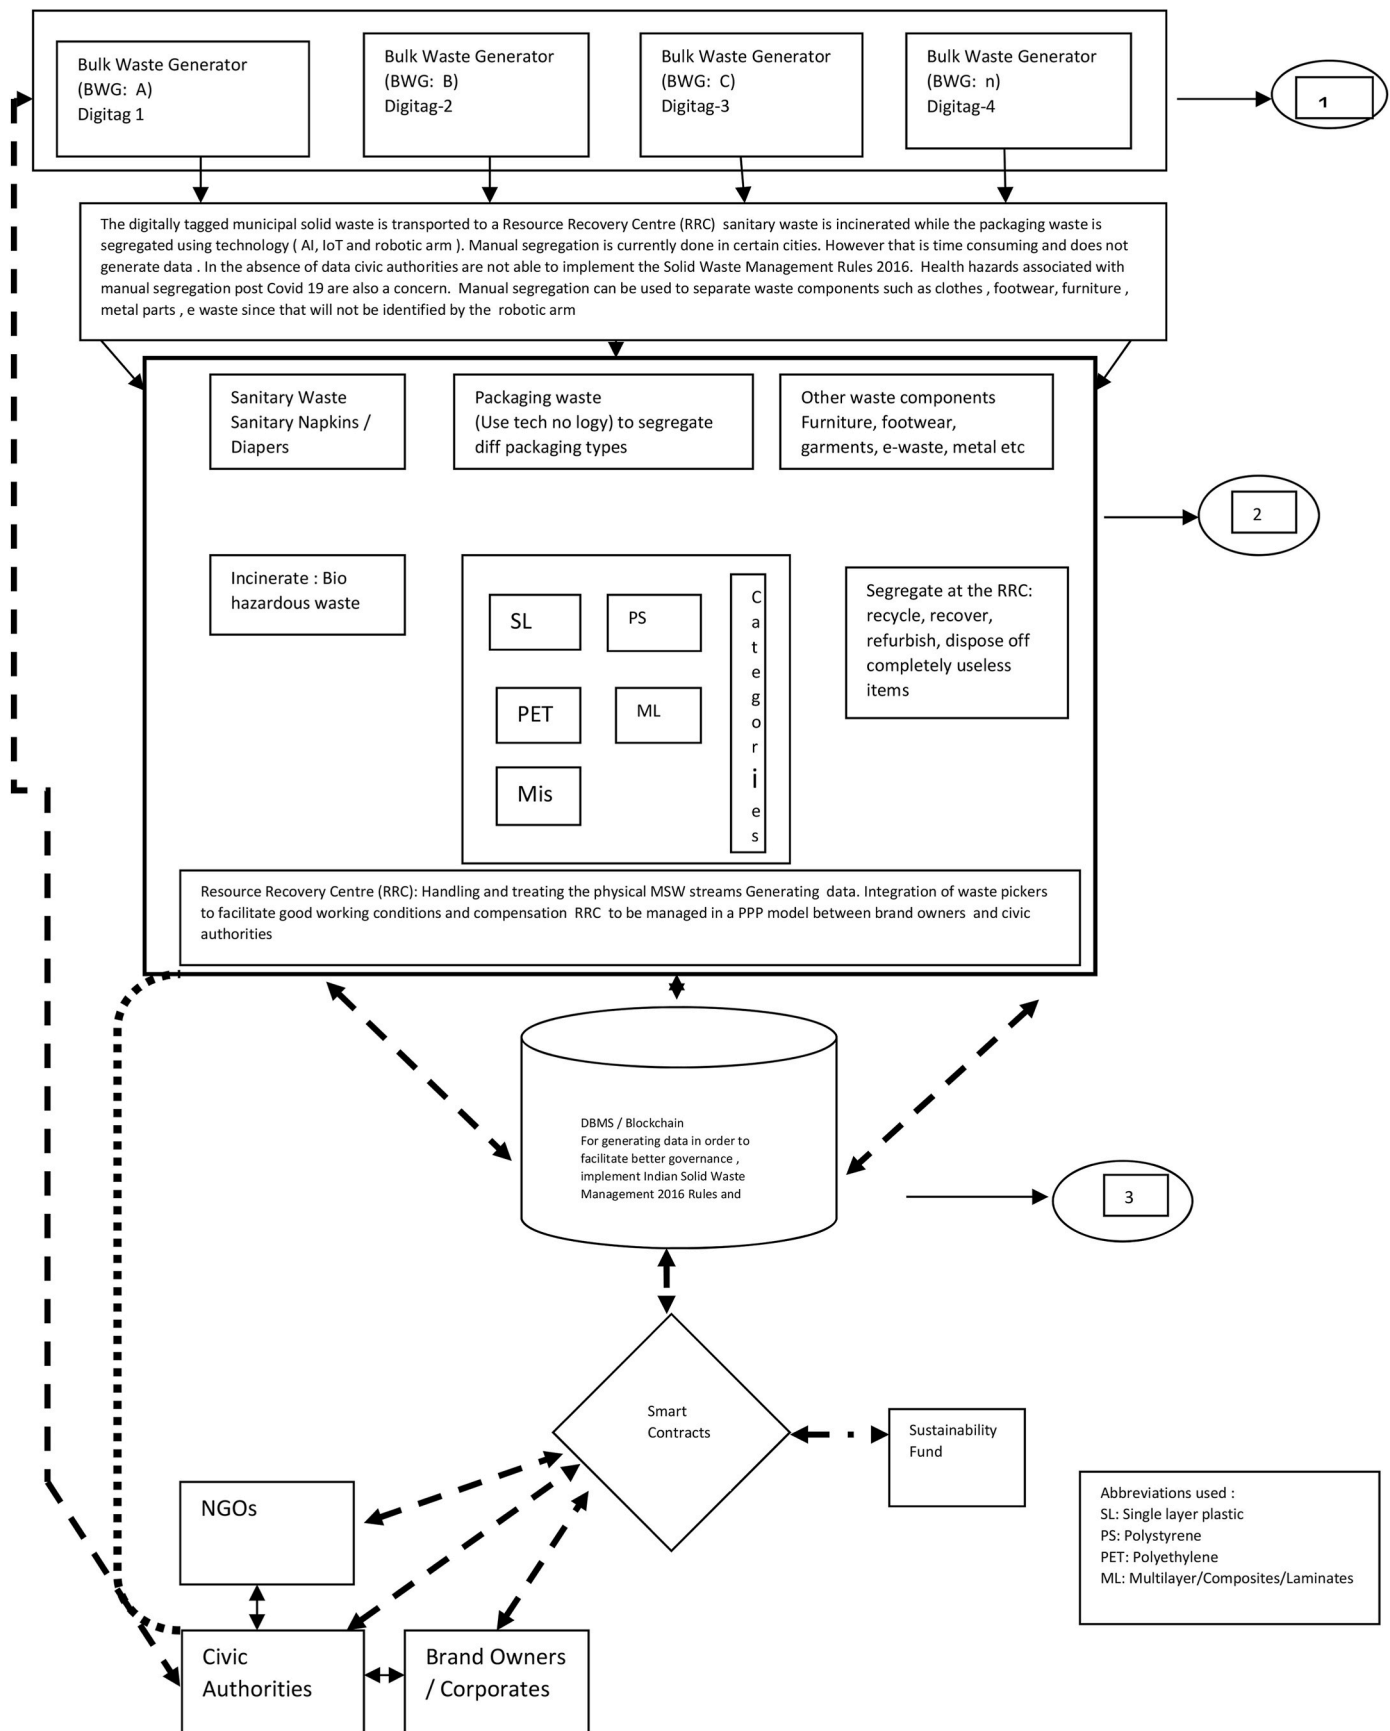 Bulk Waste Generator
(BWG: A)
Digitag 1
Bulk Waste Generator
(BWG: B)
Digitag-2
Bulk Waste Generator
(BWG: C)
Digitag-3
Bulk Waste Generator
(BWG: n)
Digitag-4
1
The digitally tagged municipal solid waste is transported to a Resource Recovery Centre (RRC) sanitary waste is incinerated while the packaging waste is
segregated using technology ( AI, IoT and robotic arm ). Manual segregation is currently done in certain cities. However that is time consuming and does not
generate data . In the absence of data civic authorities are not able to implement the Solid Waste Management Rules 2016. Health hazards associated with
manual segregation post Covid 19 are also a concern. Manual segregation can be used to separate waste components such as clothes , footwear, furniture ,
metal parts , e waste since that will not be identified by the robotic arm
Sanitary Waste
Sanitary Napkins /
Diapers
Packaging waste
(Use tech no logy) to segregate
diff packaging types
Other waste components
Furniture, footwear,
garments, e-waste, metal etc
2
Incinerate : Bio
hazardous waste
SL
PS
PET
ML
Mis
Categories
Segregate at the RRC:
recycle, recover,
refurbish, dispose off
completely useless
items
Resource Recovery Centre (RRC): Handling and treating the physical MSW streams Generating data. Integration of waste pickers
to facilitate good working conditions and compensation RRC to be managed in a PPP model between brand owners and civic
authorities
DBMS / Blockchain
For generating data in order to
facilitate better governance ,
implement Indian Solid Waste
Management 2016 Rules and
3
Smart
Contracts
Sustainability
Fund
NGOs
Civic
Authorities
Brand Owners
/ Corporates
Abbreviations used :
SL: Single layer plastic
PS: Polystyrene
PET: Polyethylene
ML: Multilayer/Composites/Laminates